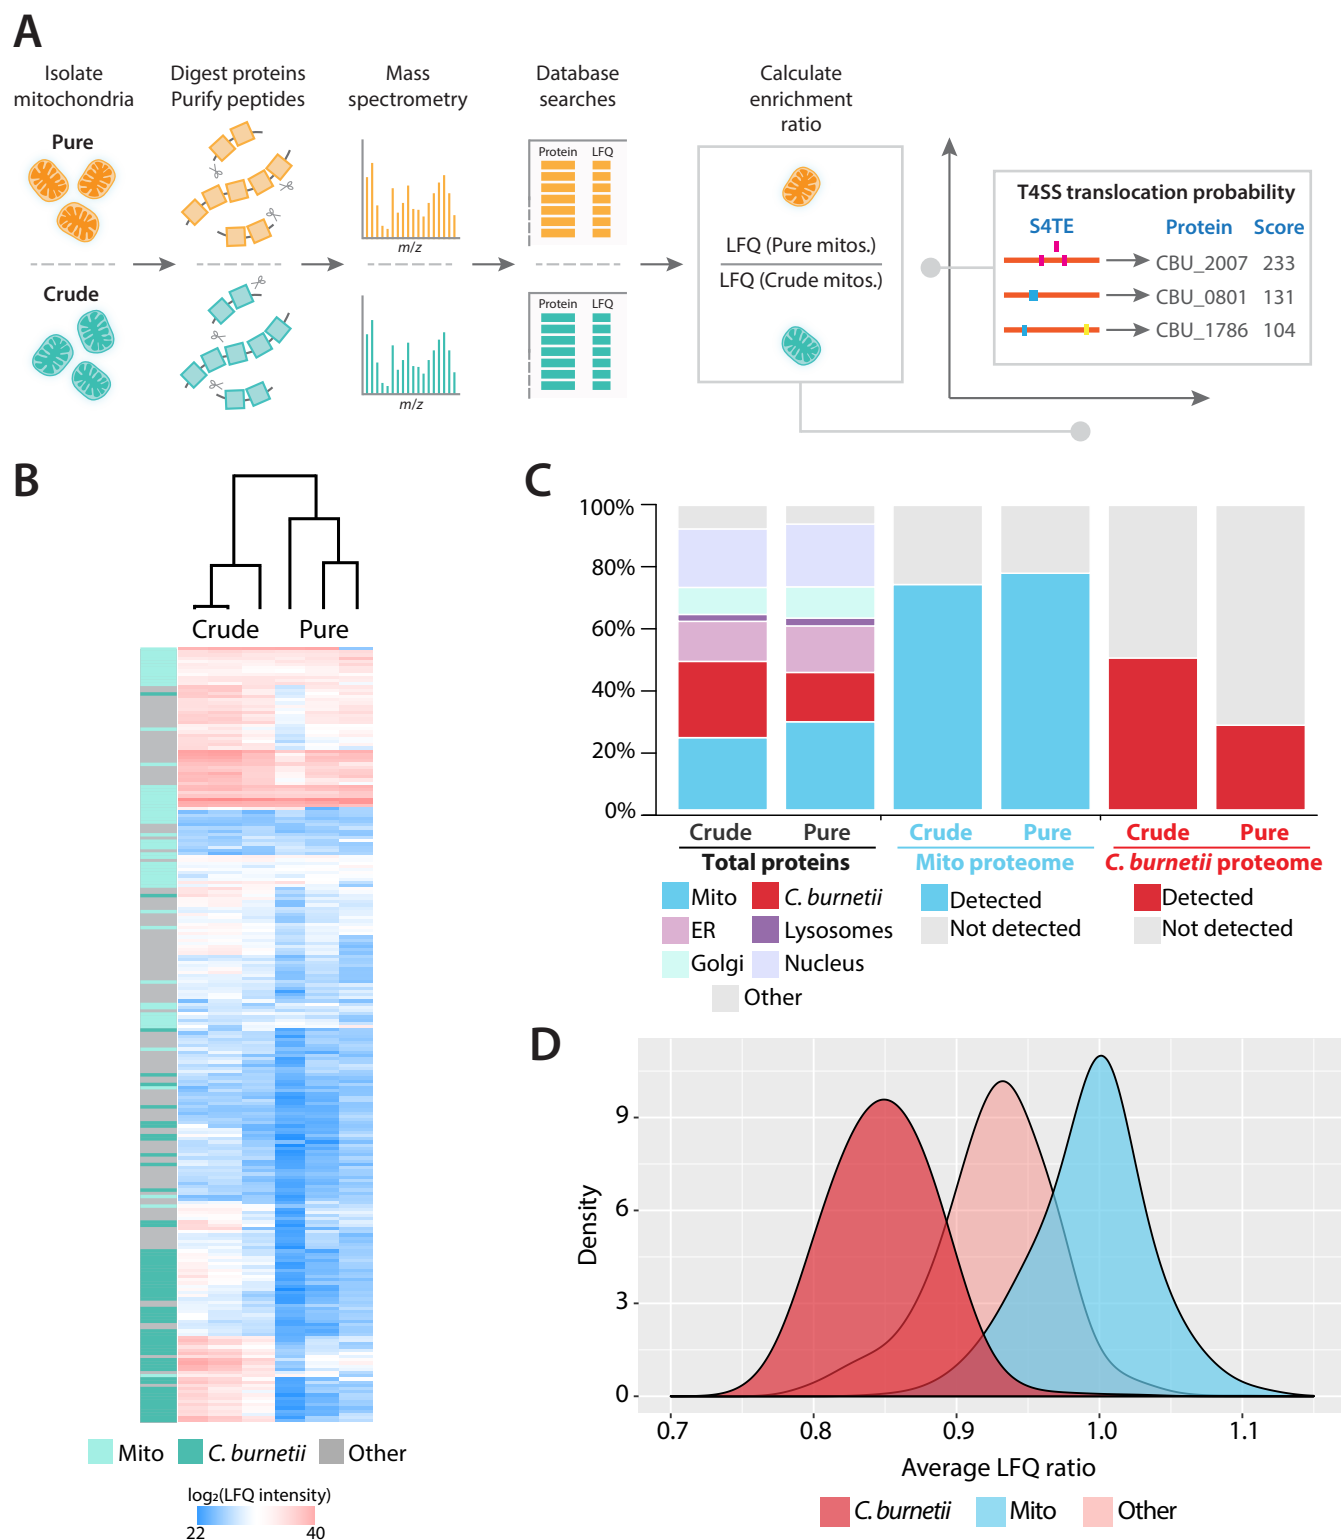 A
Isolate
mitochondria
Digest proteins
Purify peptides
Mass
spectrometry
Database
searches
Calculate
enrichment
ratio
Pure
Crude
m/z
m/z
Protein LFQ
Protein LFQ
LFQ (Pure mitos.)
LFQ (Crude mitos.)
T4SS translocation probability
S4TE Protein Score
CBU_2007 233
CBU_0801 131
CBU_1786 104
B
Crude Pure
Mito C. burnetii Other
log₂(LFQ intensity)
22 40
C
100%
80%
60%
40%
20%
0%
Crude Pure Crude Pure Crude Pure
Total proteins Mito proteome C. burnetii proteome
Mito C. burnetii
ER Lysosomes
Golgi Nucleus
Other
Detected
Not detected
Detected
Not detected
D
Density
9
6
3
0
0.7 0.8 0.9 1.0 1.1
Average LFQ ratio
C. burnetii Mito Other